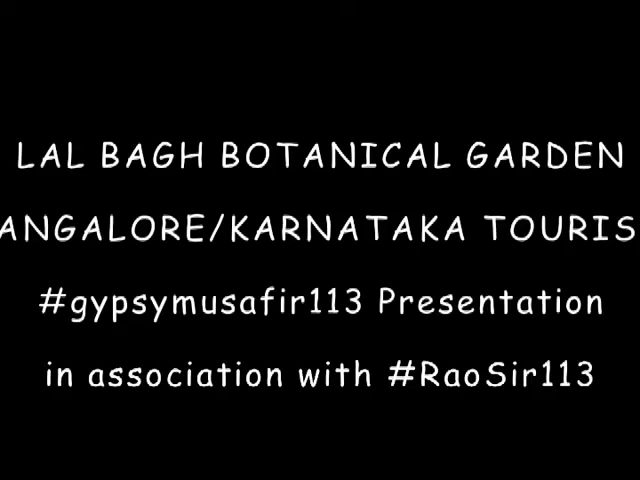 LAL BAGH BOTANICAL GARDEN
ANGALORE/KARNATAKA TOURIS
#gypsymusafir113 Presentation
in association with #RaoSir113